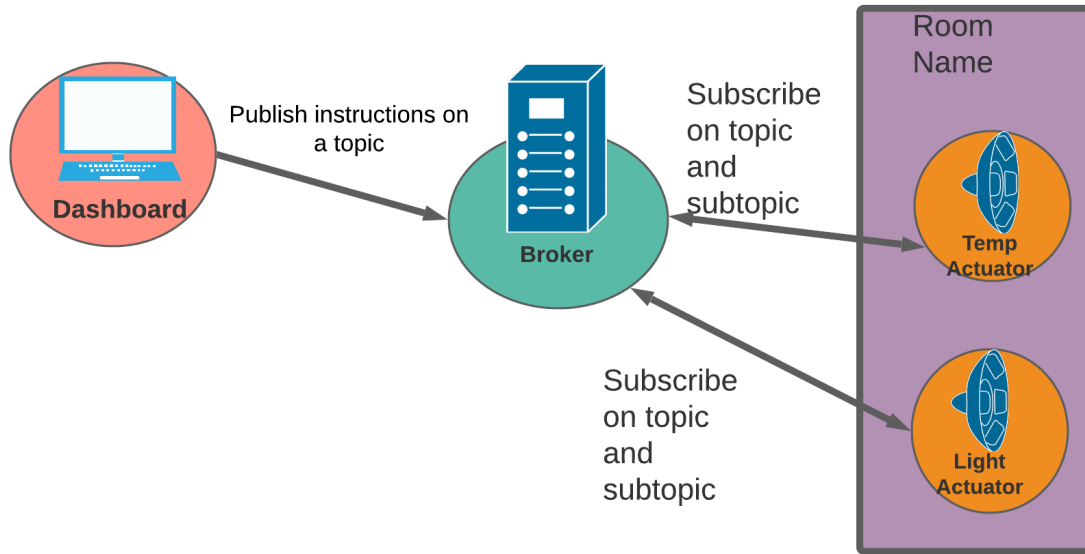 Room
Name
Publish instructions on
a topic
Subscribe
on topic
and
subtopic
Dashboard
Broker
Temp
Actuator
Subscribe
on topic
and
subtopic
Light
Actuator